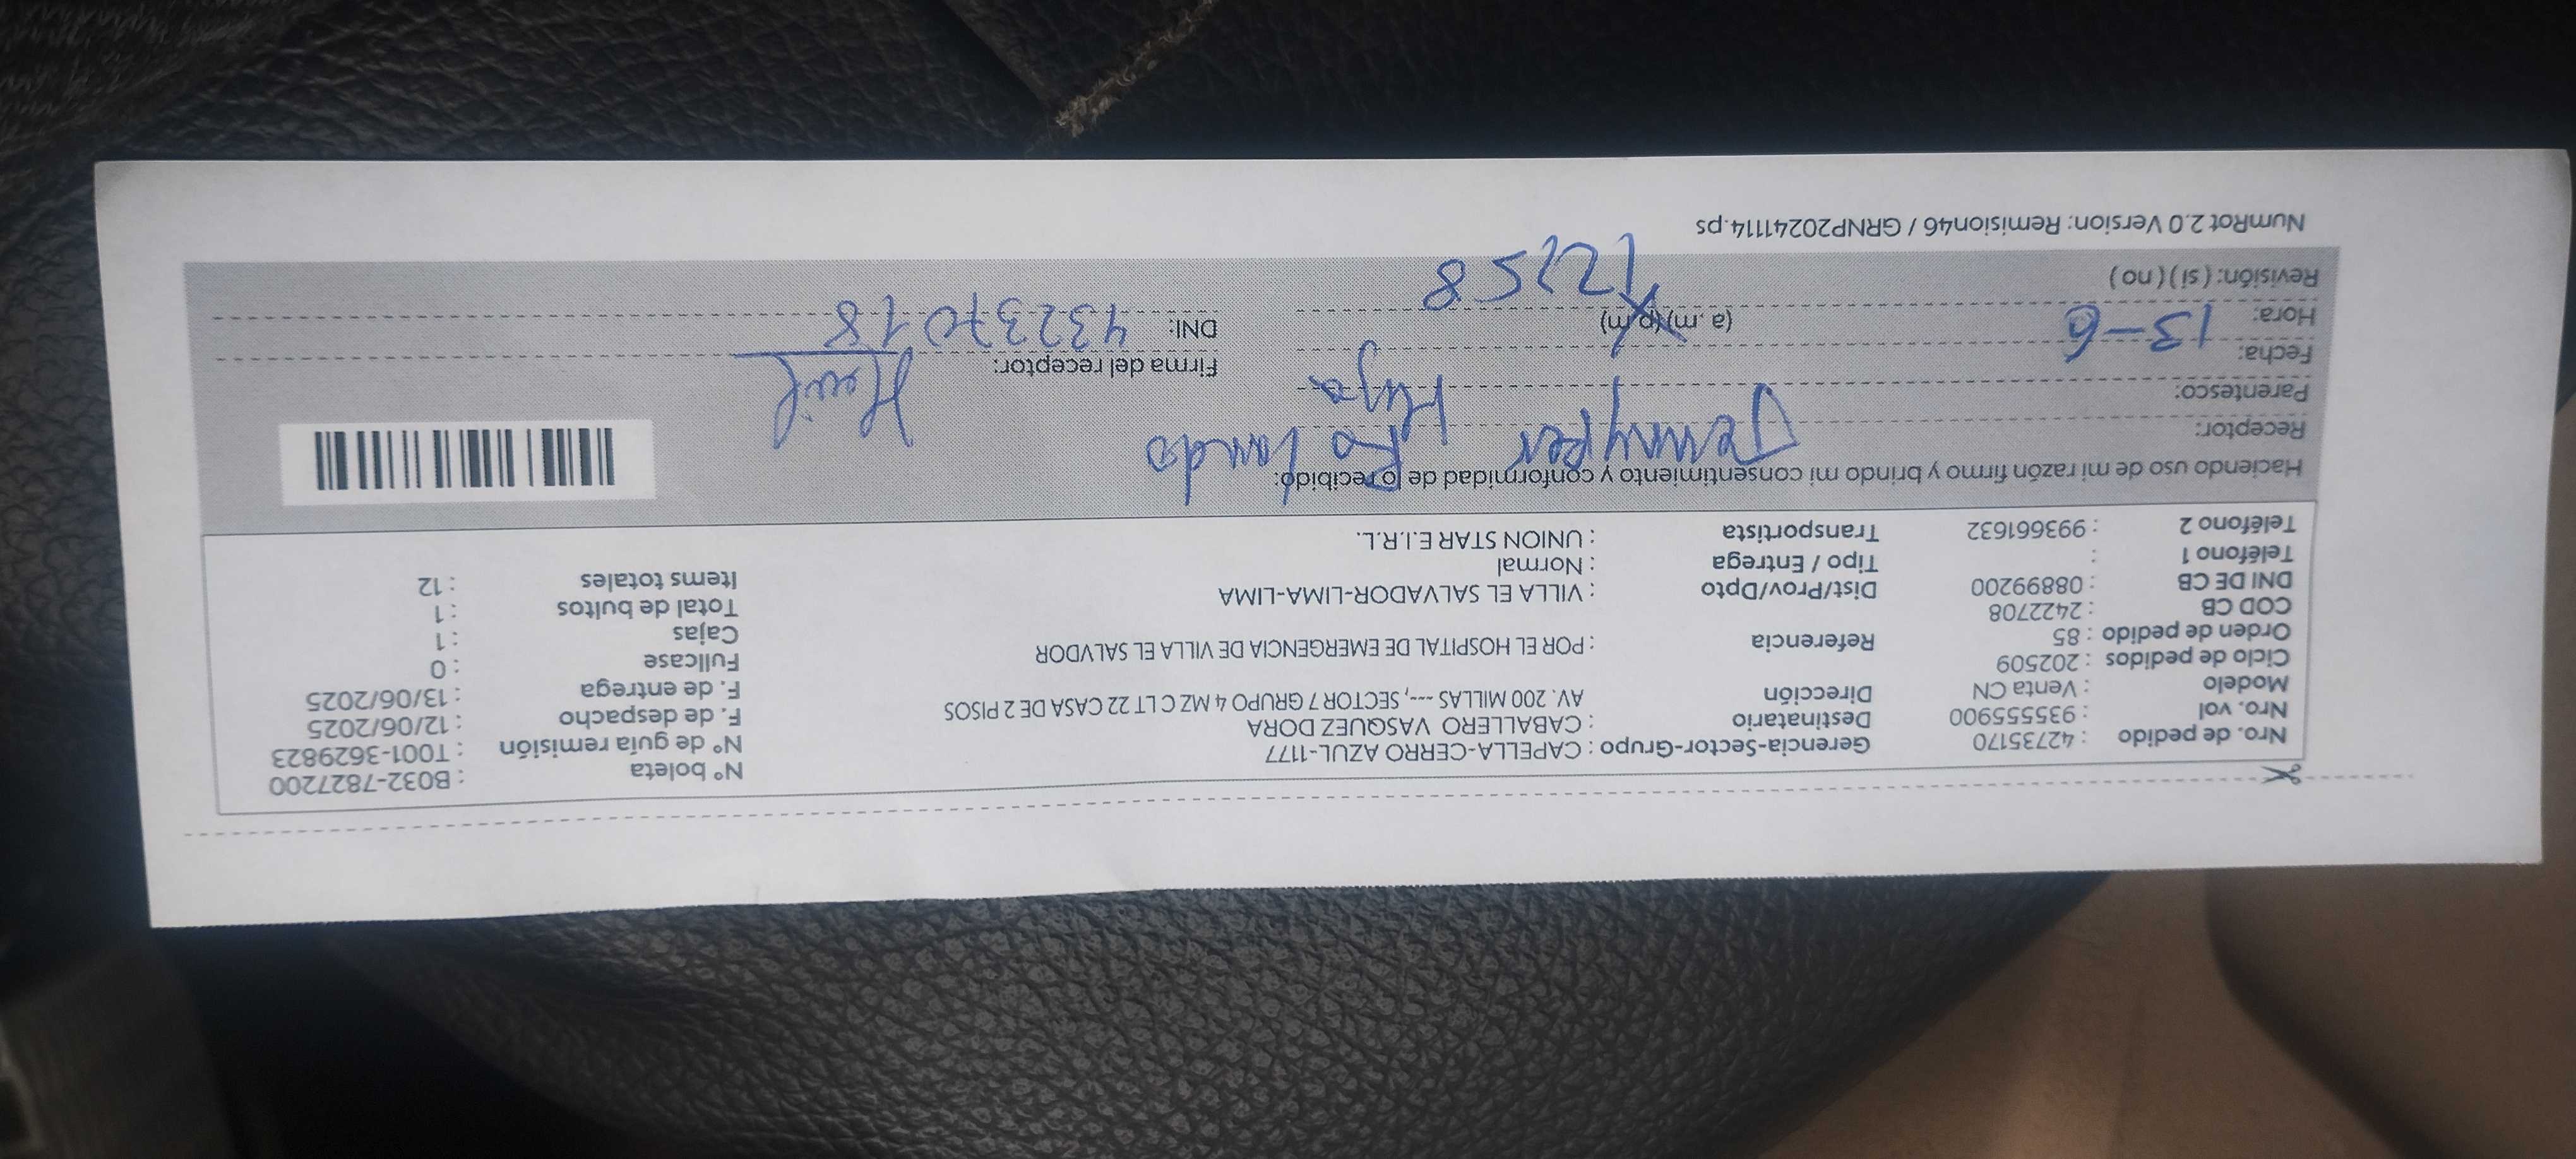 Nro. de pedido : 42735170 Gerencia-Sector-Grupo : CAPELLA-CERRO AZUL-1177 N° boleta : B032-7827200
Nro. vol : 935555900 Destinatario : CABALLERO VASQUEZ DORA N° de guía remisión : T001-3629823
Modelo : Venta CN Dirección AV. 200 MILLAS ---, SECTOR 7 GRUPO 4 MZ C LT 22 CASA DE 2 PISOS F. de despacho : 12/06/2025
Ciclo de pedidos : 202509 F. de entrega : 13/06/2025
Orden de pedido : 85 Referencia : POR EL HOSPITAL DE EMERGENCIA DE VILLA EL SALVDOR Fullcase : 0
COD CB : 2422708 Cajas : 1
DNI DE CB : 08899200 Dist/Prov/Dpto : VILLA EL SALVADOR-LIMA-LIMA Total de bultos : 1
Teléfono 1 : Tipo / Entrega : Normal Items totales : 12
Teléfono 2 : 993661632 Transportista : UNION STAR E.I.R.L.
Haciendo uso de mi razón firmo y brindo mi consentimiento y conformidad de lo recibido:
Receptor: Jennyfer Rolando
Parentesco: Hija
Fecha: 13-6 Firma del receptor:
Hora: (a. m) (p. m) 12:58 DNI: 43237018
Revisión: ( si ) ( no )
NumRot 2.0 Version: Remision46 / GRNP20241114.ps